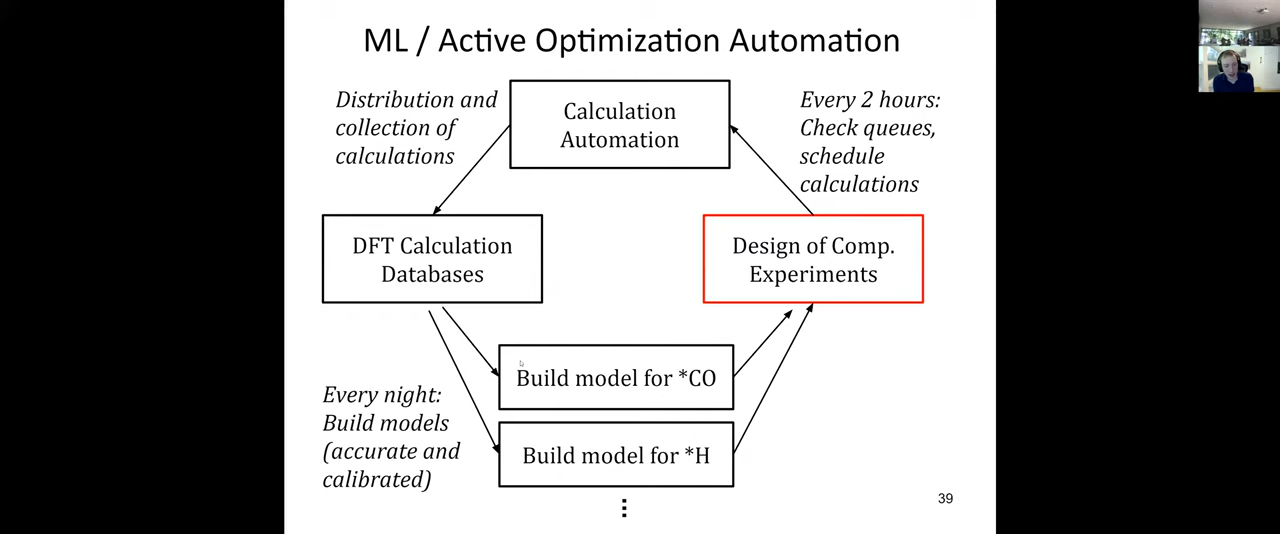 ML / Active Optimization Automation
Distribution and
collection of
calculations
Calculation
Automation
Every 2 hours:
Check queues,
schedule
calculations
DFT Calculation
Databases
Design of Comp.
Experiments
Build model for *CO
Every night:
Build models
(accurate and
calibrated)
Build model for *H
⋮
39